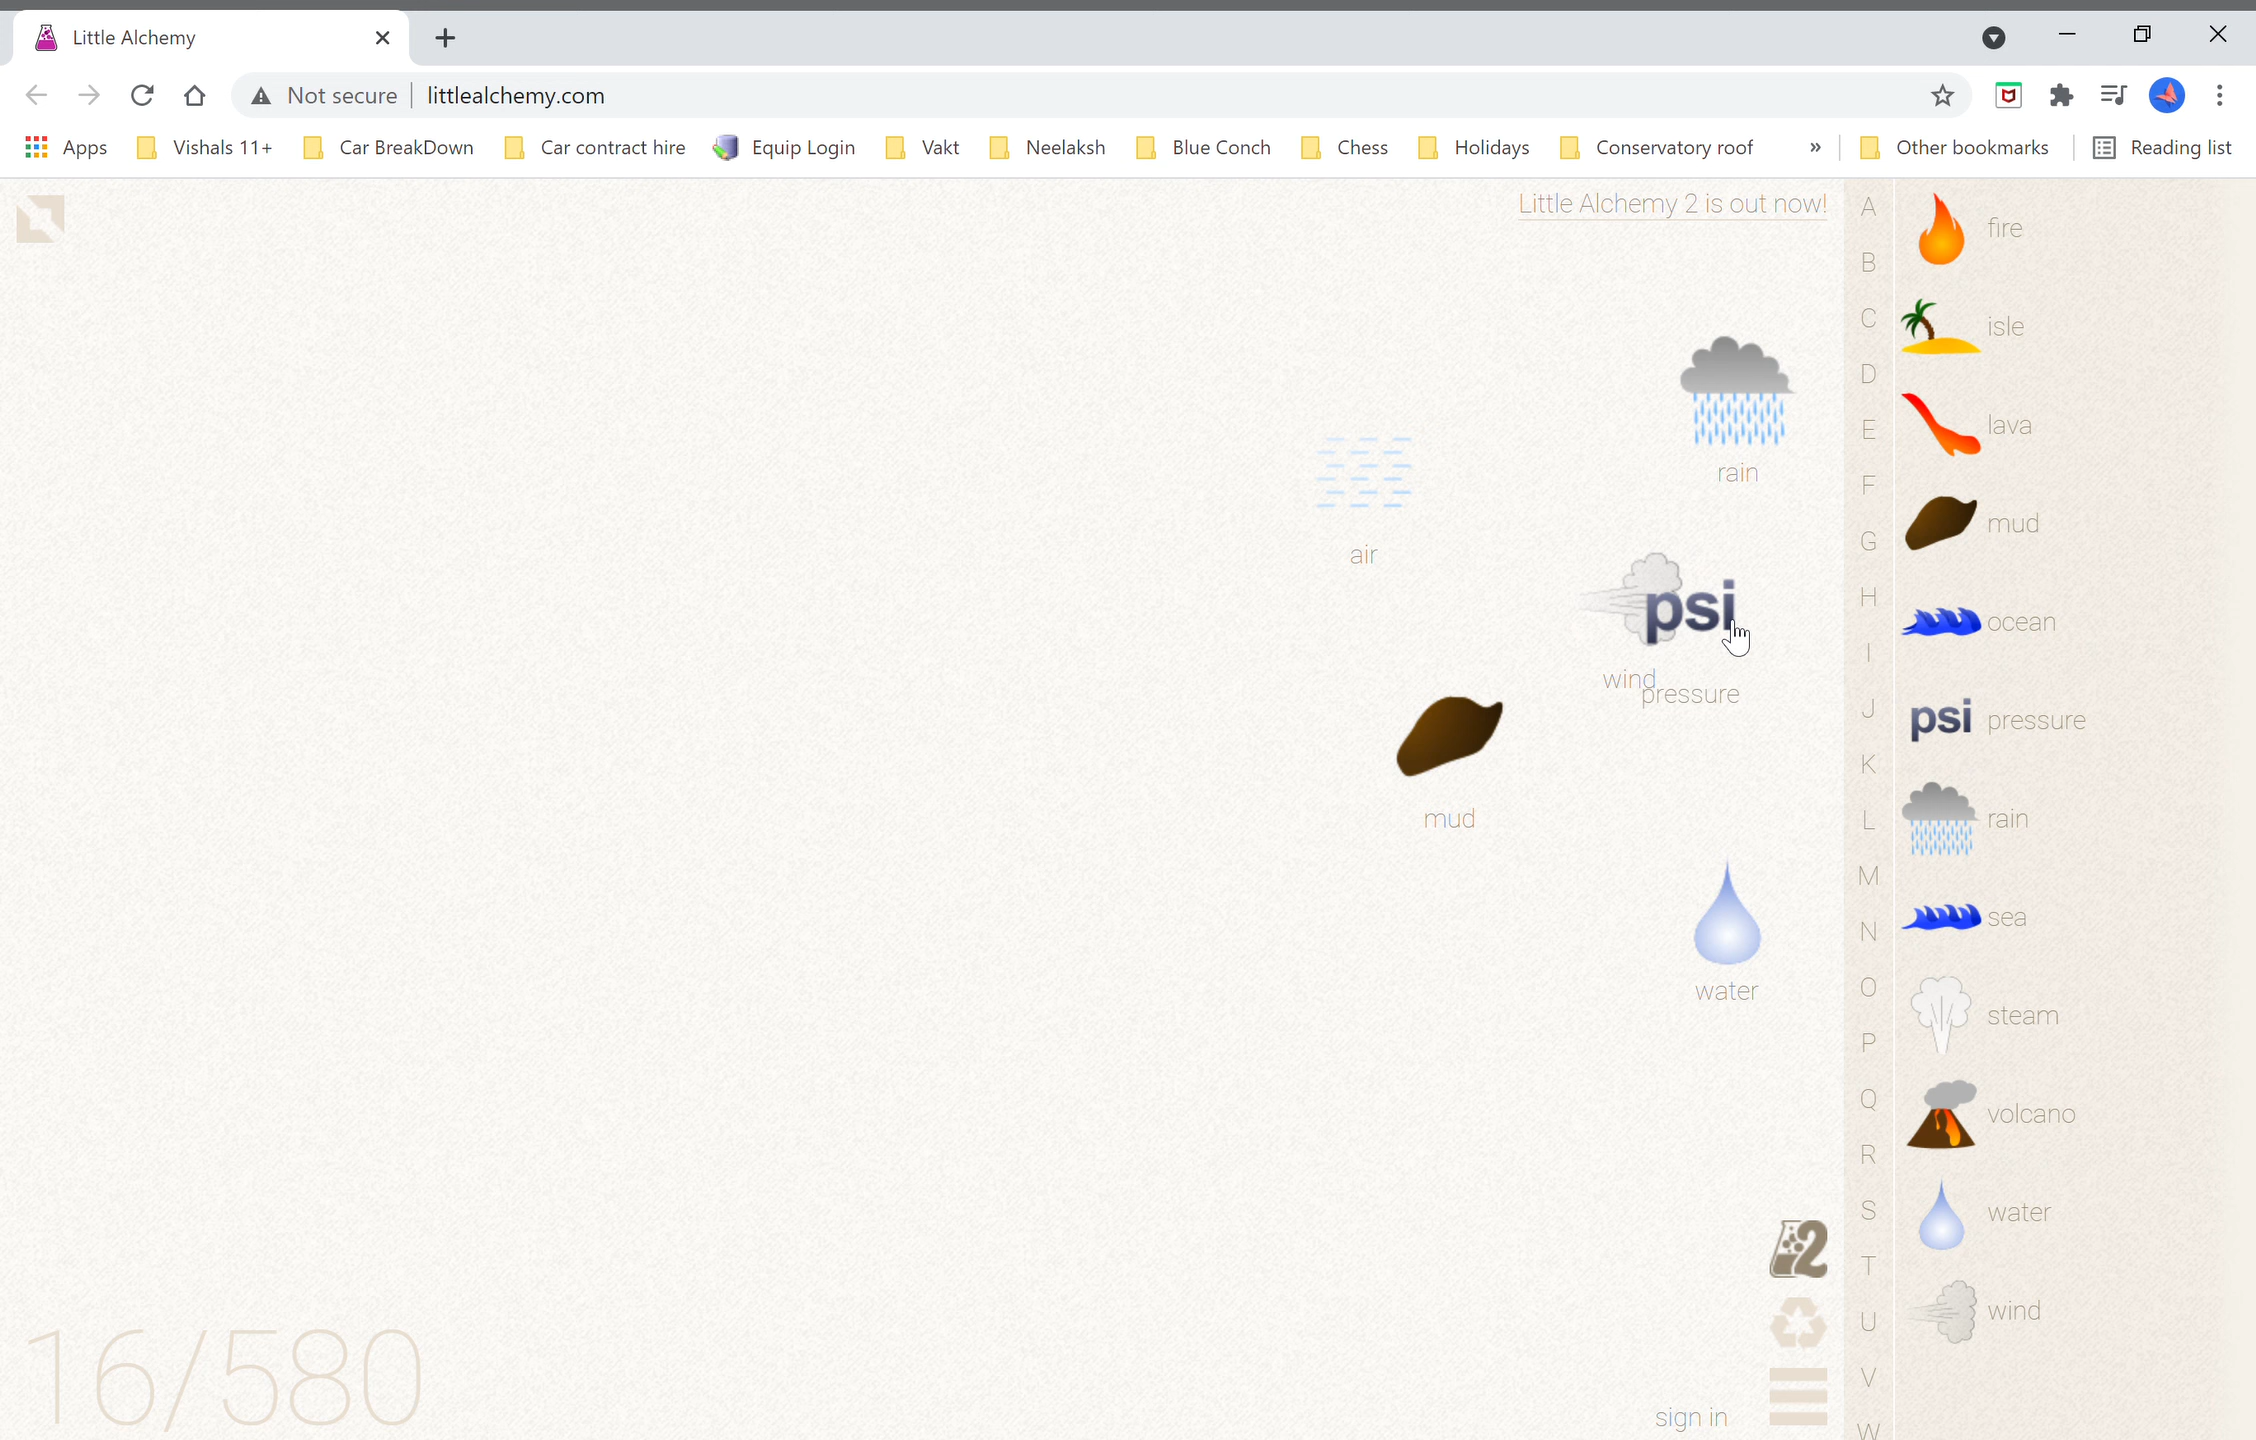 Little Alchemy
Not secure littlealchemy.com
Apps Vishals 11+ Car BreakDown Car contract hire Equip Login Vakt Neelaksh Blue Conch Chess Holidays Conservatory roof » Other bookmarks Reading list
Little Alchemy 2 is out now!
rain
air
psi
wind
pressure
mud
water
2
16/580
sign in
A
B
C
D
E
F
G
H
I
J
K
L
M
N
O
P
Q
R
S
T
U
V
W
fire
isle
lava
mud
ocean
psi pressure
rain
sea
steam
volcano
water
wind